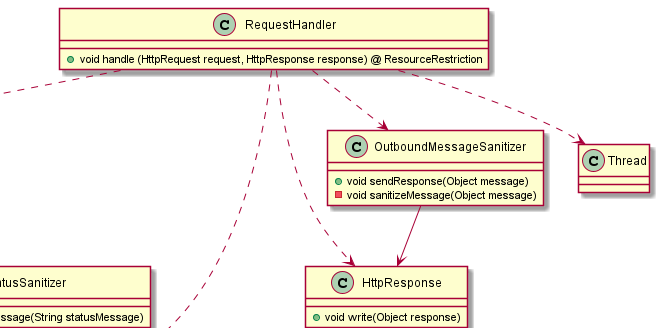 C RequestHandler
void handle (HttpRequest request, HttpResponse response) @ ResourceRestriction
C OutboundMessageSanitizer
void sendResponse(Object message)
void sanitizeMessage(Object message)
C Thread
tusSanitizer
ssage(String statusMessage)
C HttpResponse
void write(Object response)